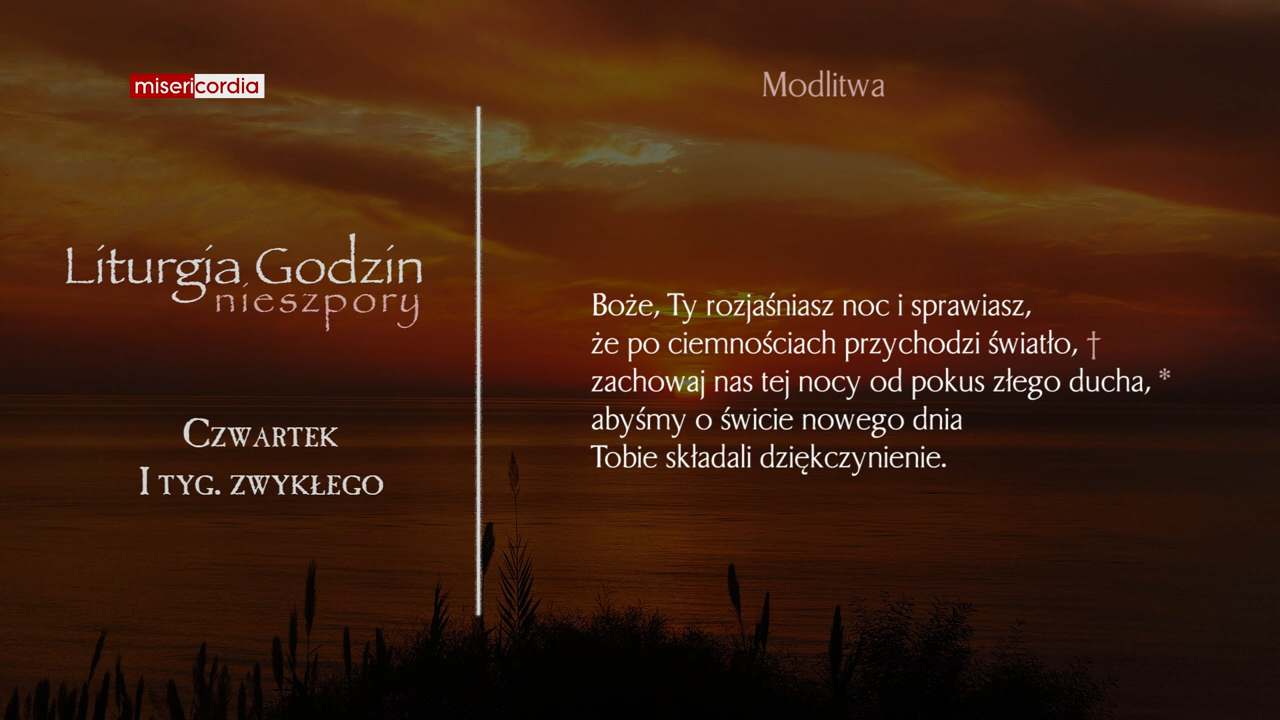 misericordia
Liturgia Godzin
nieszpory
Czwartek
I tyg. zwykłego
Modlitwa
Boże, Ty rozjaśniasz noc i sprawiasz,
że po ciemnościach przychodzi światło, †
zachowaj nas tej nocy od pokus złego ducha, *
abyśmy o świcie nowego dnia
Tobie składali dziękczynienie.